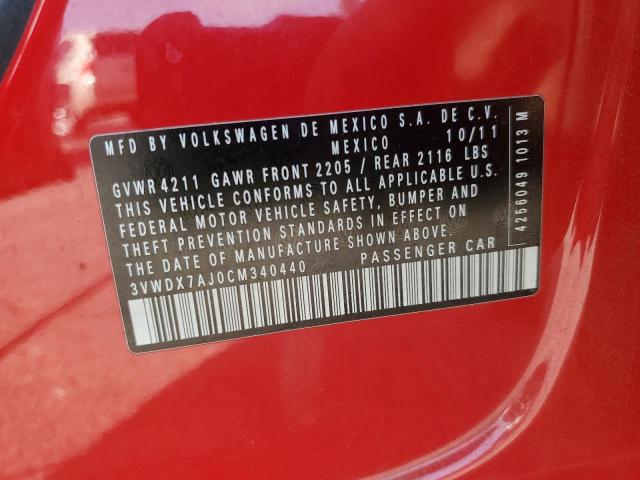 MFD BY VOLKSWAGEN DE MEXICO S.A. DE C.V.
MEXICO 10/11
GVWR 4211 GAWR FRONT 2205 / REAR 2116 LBS
THIS VEHICLE CONFORMS TO ALL APPLICABLE U.S.
FEDERAL MOTOR VEHICLE SAFETY, BUMPER AND
THEFT PREVENTION STANDARDS IN EFFECT ON
THE DATE OF MANUFACTURE SHOWN ABOVE.
3VWDX7AJ0CM340440 PASSENGER CAR
4256049 1013 M